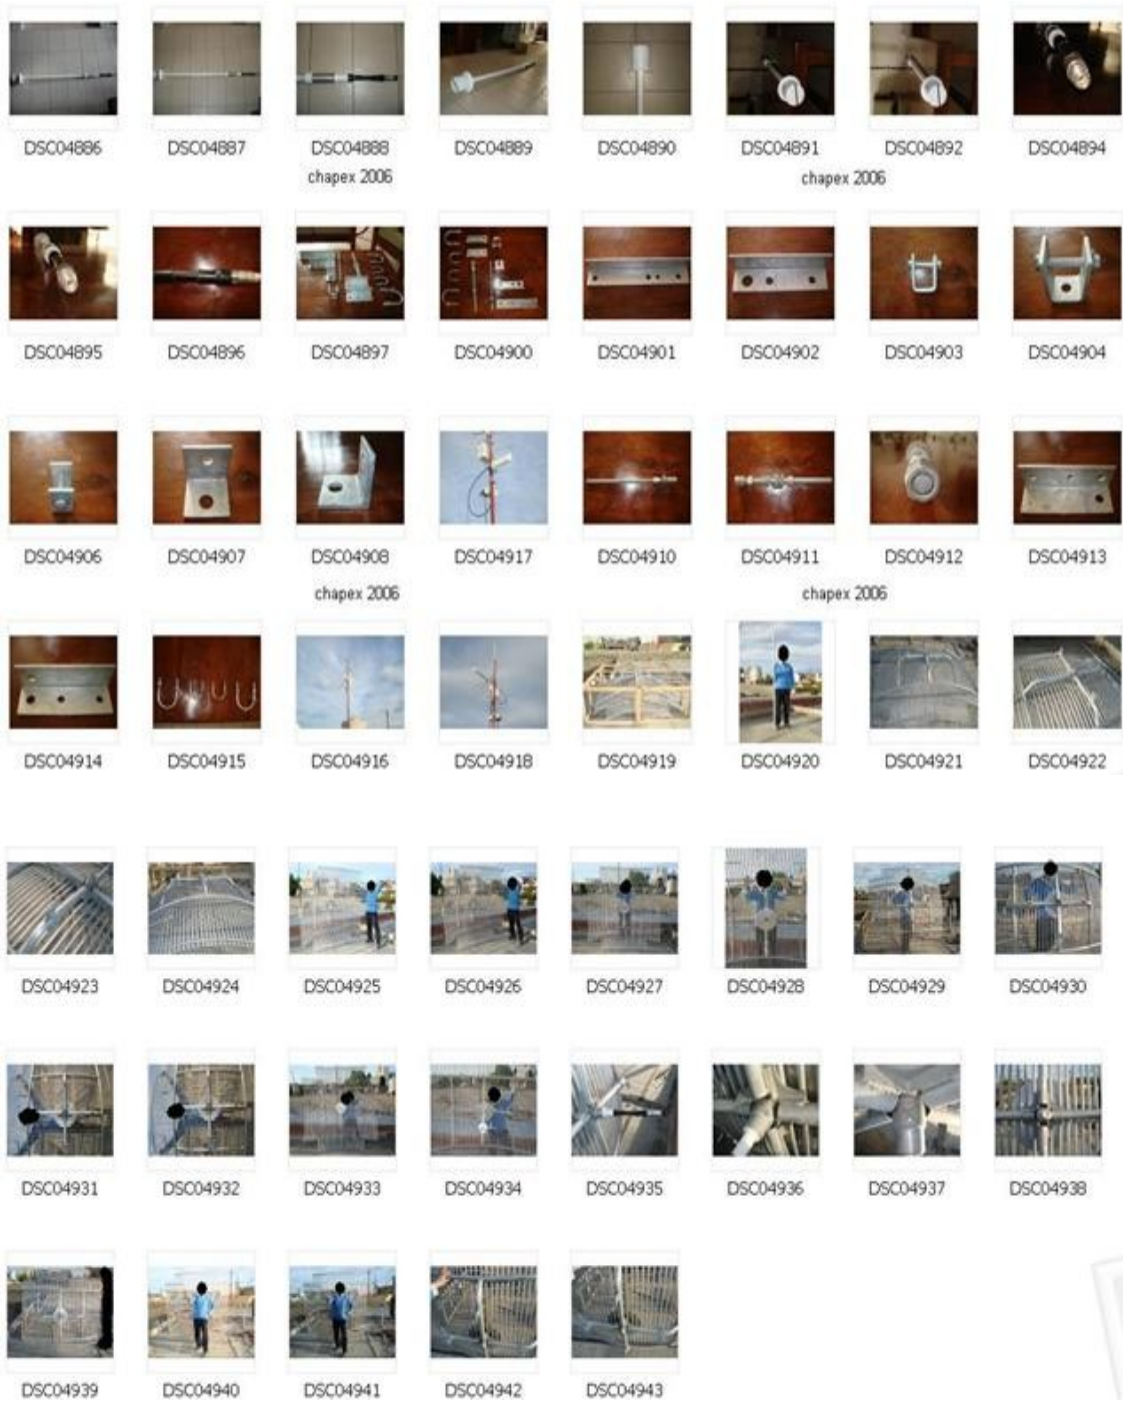 DSC04886 DSC04887 DSC04888 DSC04889 DSC04890 DSC04891 DSC04892 DSC04894
chapex 2006 chapex 2006
DSC04895 DSC04896 DSC04897 DSC04900 DSC04901 DSC04902 DSC04903 DSC04904
DSC04906 DSC04907 DSC04908 DSC04917 DSC04910 DSC04911 DSC04912 DSC04913
chapex 2006 chapex 2006
DSC04914 DSC04915 DSC04916 DSC04918 DSC04919 DSC04920 DSC04921 DSC04922
DSC04923 DSC04924 DSC04925 DSC04926 DSC04927 DSC04928 DSC04929 DSC04930
DSC04931 DSC04932 DSC04933 DSC04934 DSC04935 DSC04936 DSC04937 DSC04938
DSC04939 DSC04940 DSC04941 DSC04942 DSC04943